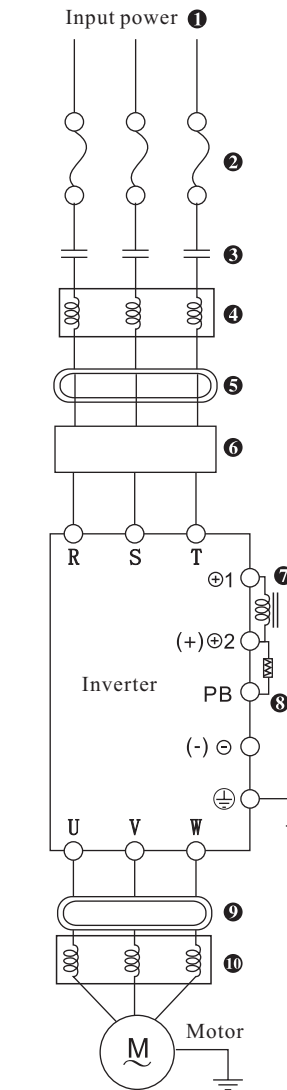 Input power ❶
❷
❸
❹
❺
❻
R S T
⊕1 ❼
(+)⊕2
Inverter
PB ❽
(-) ⊖
U V W
❾
❿
Motor
M
~